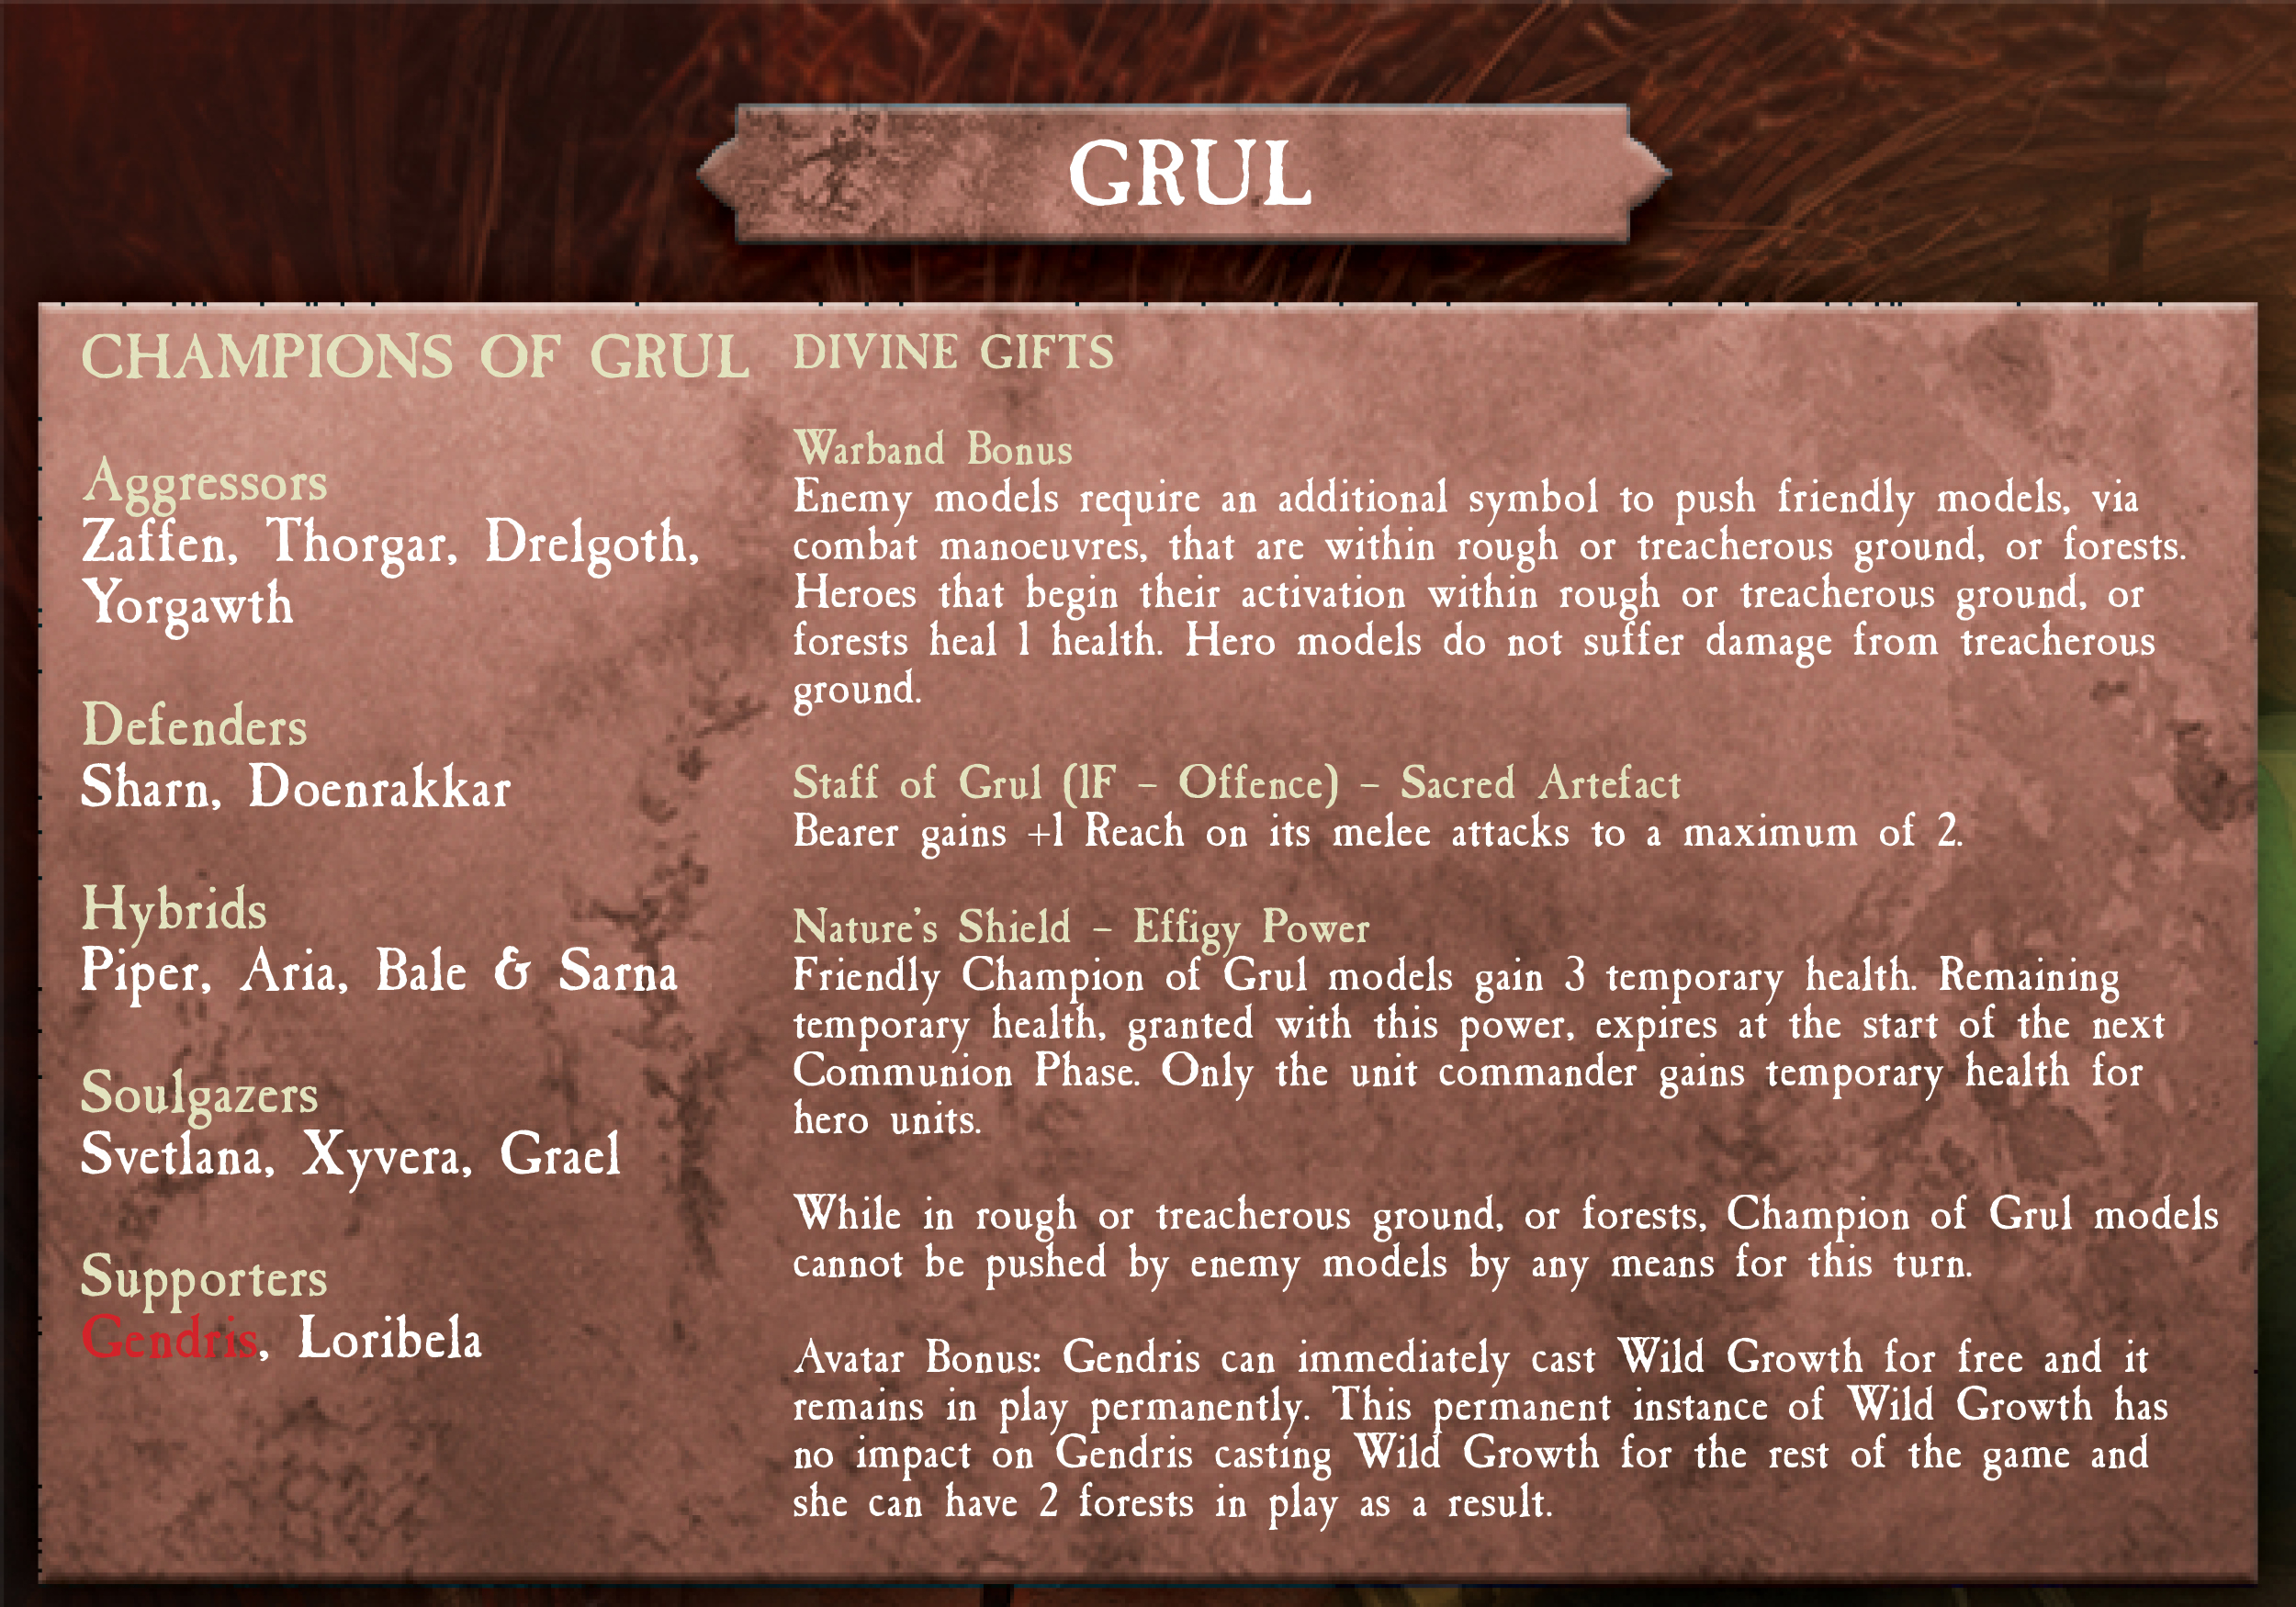 GRUL
CHAMPIONS OF GRUL
Aggressors
Zaffen, Thorgar, Drelgoth,
Yorgawth
Defenders
Sharn, Doenrakkar
Hybrids
Piper, Aria, Bale & Sarna
Soulgazers
Svetlana, Xyvera, Grael
Supporters
Gendris, Loribela
DIVINE GIFTS
Warband Bonus
Enemy models require an additional symbol to push friendly models, via
combat manoeuvres, that are within rough or treacherous ground, or forests.
Heroes that begin their activation within rough or treacherous ground, or
forests heal 1 health. Hero models do not suffer damage from treacherous
ground.
Staff of Grul (1F – Offence) – Sacred Artefact
Bearer gains +1 Reach on its melee attacks to a maximum of 2.
Nature's Shield – Effigy Power
Friendly Champion of Grul models gain 3 temporary health. Remaining
temporary health, granted with this power, expires at the start of the next
Communion Phase. Only the unit commander gains temporary health for
hero units.
While in rough or treacherous ground, or forests, Champion of Grul models
cannot be pushed by enemy models by any means for this turn.
Avatar Bonus: Gendris can immediately cast Wild Growth for free and it
remains in play permanently. This permanent instance of Wild Growth has
no impact on Gendris casting Wild Growth for the rest of the game and
she can have 2 forests in play as a result.